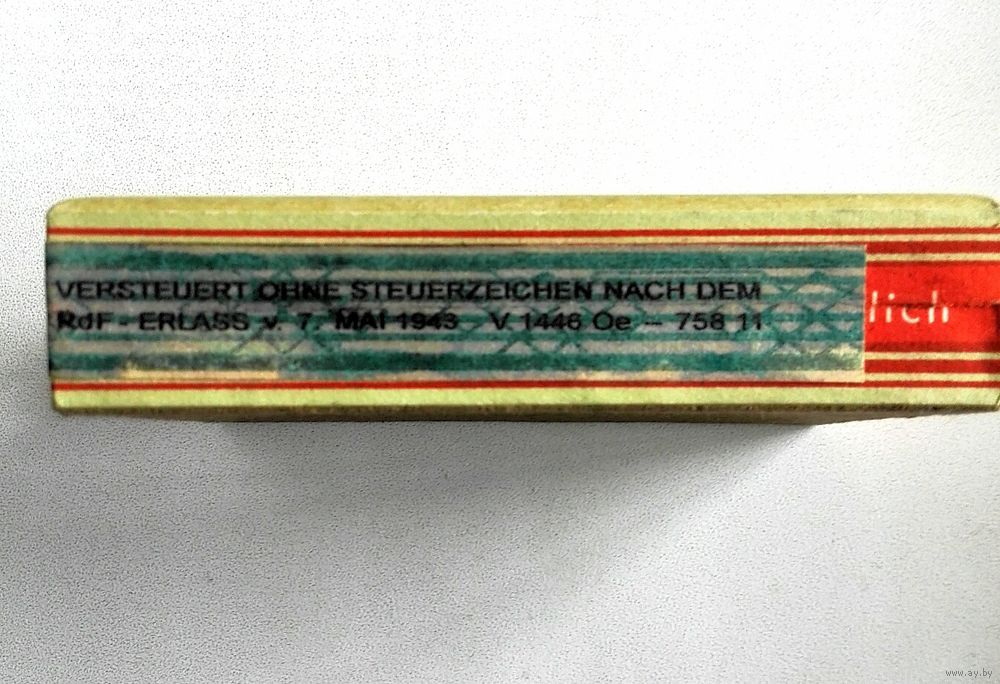 VERSTEUERT OHNE STEUERZEICHEN NACH DEM
RdF - ERLASS v. 7. MAI 1943 V 1446 Oe – 758 11
lich
www.ay.by